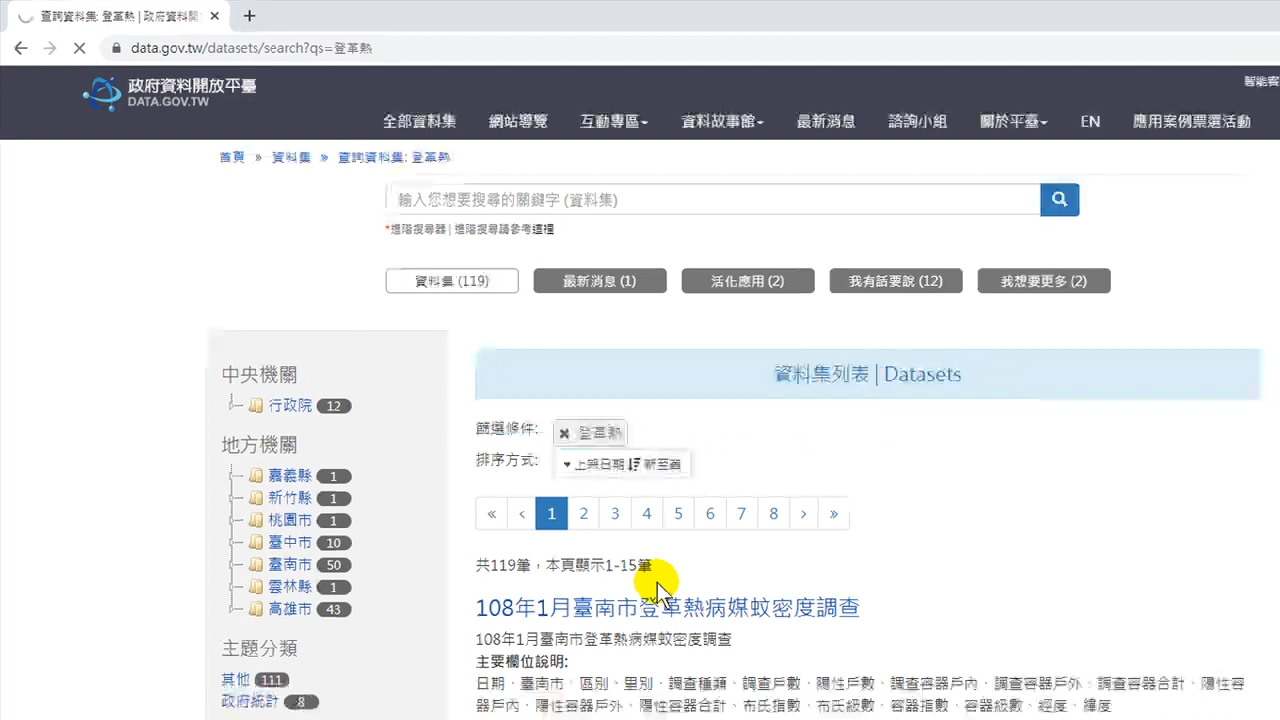 查詢資料集: 登革熱 | 政府資料開
data.gov.tw/datasets/search?qs=登革熱
政府資料開放平臺
DATA.GOV.TW
智能客
全部資料集 網站導覽 互動專區 資料故事館 最新消息 諮詢小組 關於平臺 EN 應用案例票選活動
首頁 » 資料集 » 查詢資料集: 登革熱
輸入您想要搜尋的關鍵字 (資料集)
*進階搜尋器 | 進階搜尋請參考這裡
資料集 (119) 最新消息 (1) 活化應用 (2) 我有話要說 (12) 我想要更多 (2)
中央機關
行政院 12
地方機關
嘉義縣 1
新竹縣 1
桃園市 1
臺中市 10
臺南市 50
雲林縣 1
高雄市 43
主題分類
其他 111
政府統計 8
資料集列表 | Datasets
篩選條件: ✖ 登革熱
排序方式: 上架日期 新至舊
« ‹ 1 2 3 4 5 6 7 8 › »
共119筆，本頁顯示1-15筆
108年1月臺南市登革熱病媒蚊密度調查
108年1月臺南市登革熱病媒蚊密度調查
主要欄位說明:
日期、臺南市、區別、里別、調查種類、調查戶數、陽性戶數、調查容器戶內、調查容器戶外、調查容器合計、陽性容
器戶內、陽性容器戶外、陽性容器合計、布氏指數、布氏級數、容器指數、容器級數、經度、緯度